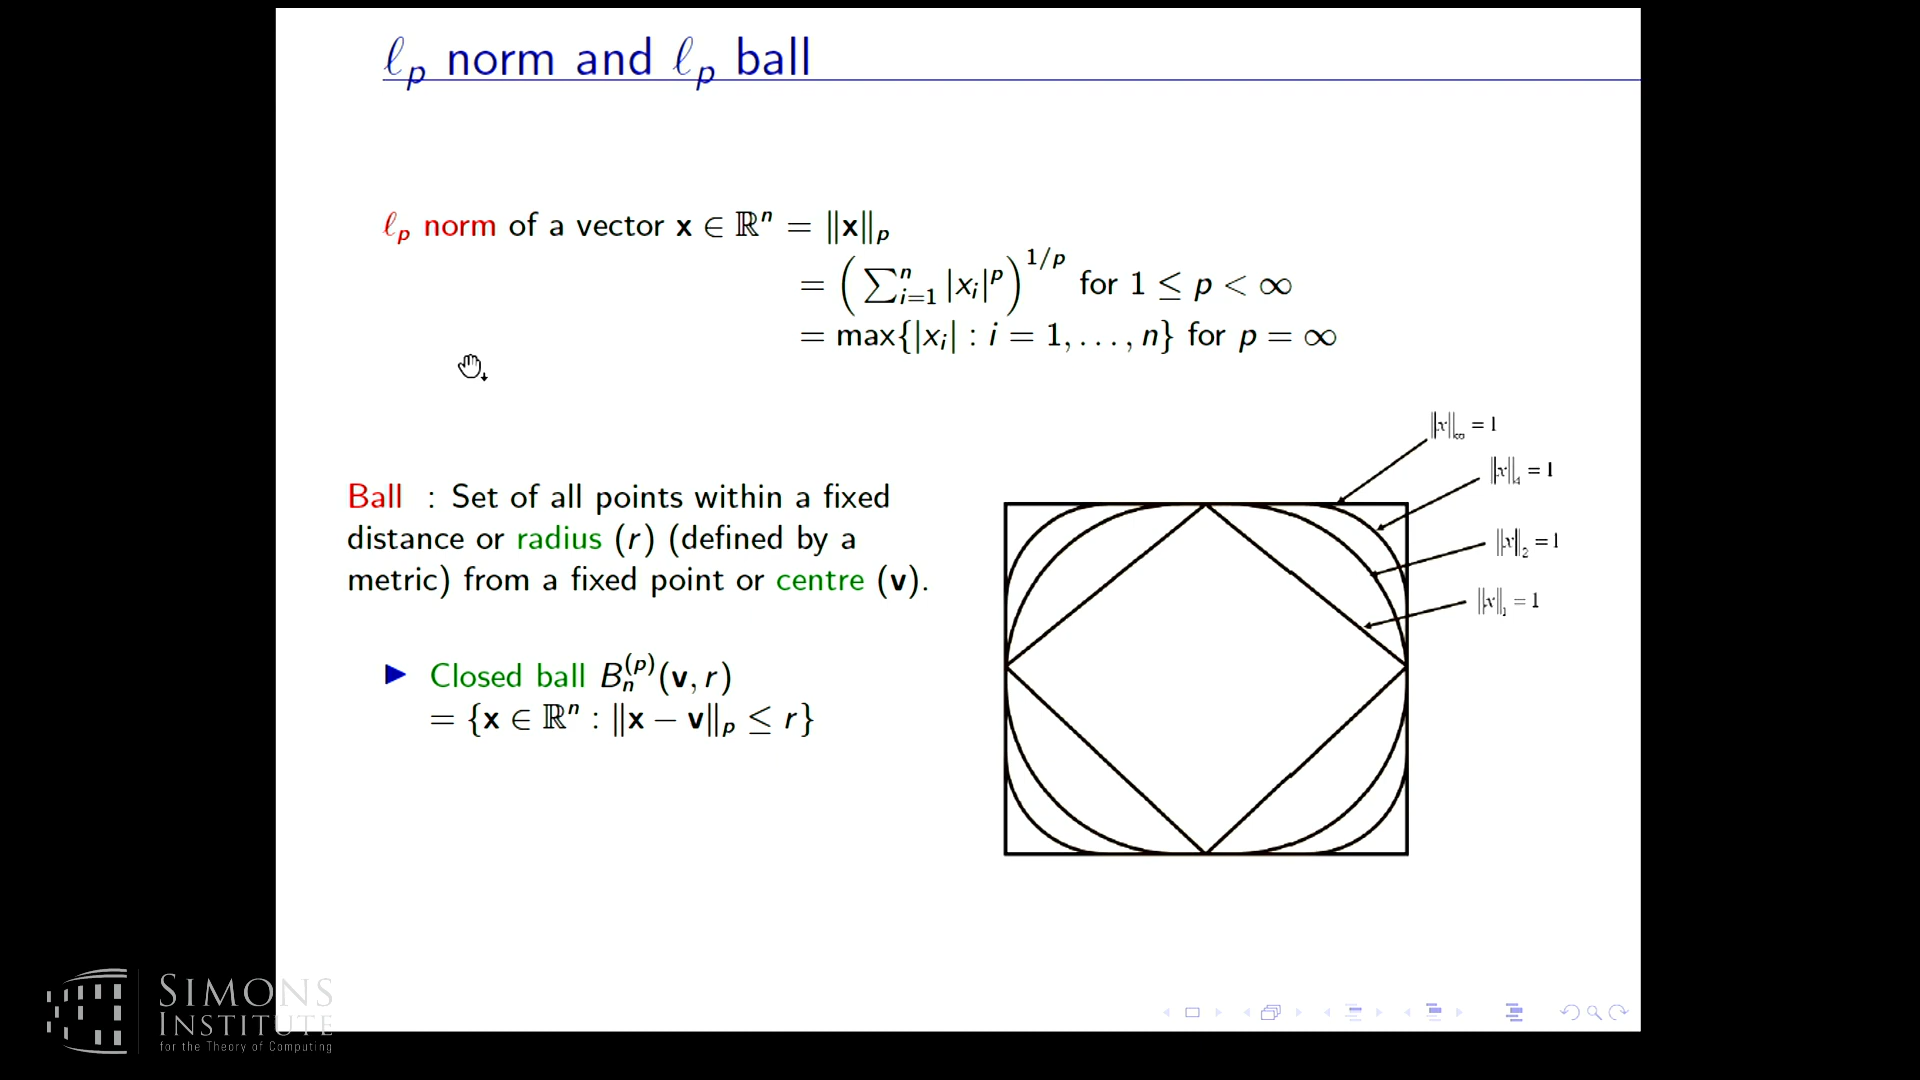 ℓₚ norm and ℓₚ ball
ℓₚ norm of a vector x ∈ ℝⁿ = ‖x‖ₚ
= (∑ⁿᵢ₌₁ |xᵢ|ᵖ)^{1/p} for 1 ≤ p < ∞
= max{|xᵢ| : i = 1, . . . , n} for p = ∞
Ball : Set of all points within a fixed
distance or radius (r) (defined by a
metric) from a fixed point or centre (v).
▶ Closed ball Bₙ⁽ᵖ⁾(v, r)
= {x ∈ ℝⁿ : ‖x − v‖ₚ ≤ r}
‖x‖∞ = 1
‖x‖₄ = 1
‖x‖₂ = 1
‖x‖₁ = 1
SIMONS
INSTITUTE
for the Theory of Computing